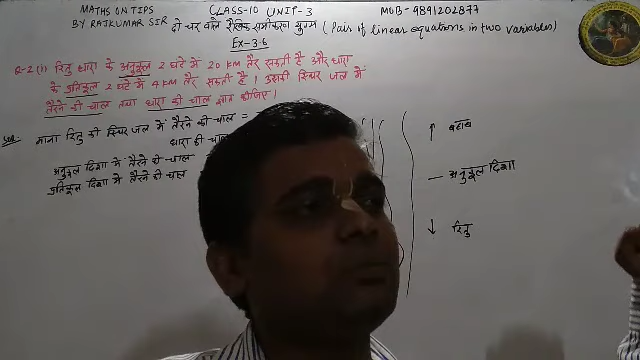 MATHS ON TIPS CLASS-10 UNIT-3 MOB-9891202877
BY RAJKUMAR SIR दो चर वाले रैखिक समीकरण युग्म (Pair of linear equations in two variables)
Ex-3.6
Q-2 (i) रितु धारा के अनुकूल 2 घंटे में 20 KM तैर सकती है और धारा
के प्रतिकूल 2 घंटे में 4 KM तैर सकती है। उसकी स्थिर जल में
तैरने की चाल तथा धारा की चाल ज्ञात कीजिए।
माना रितु की स्थिर जल में तैरने की चाल =
धारा की चाल
अनुकूल दिशा में तैरने की चाल
प्रतिकूल दिशा में तैरने की चाल
↑ बहाव
— अनुकूल दिशा
↓ रितु